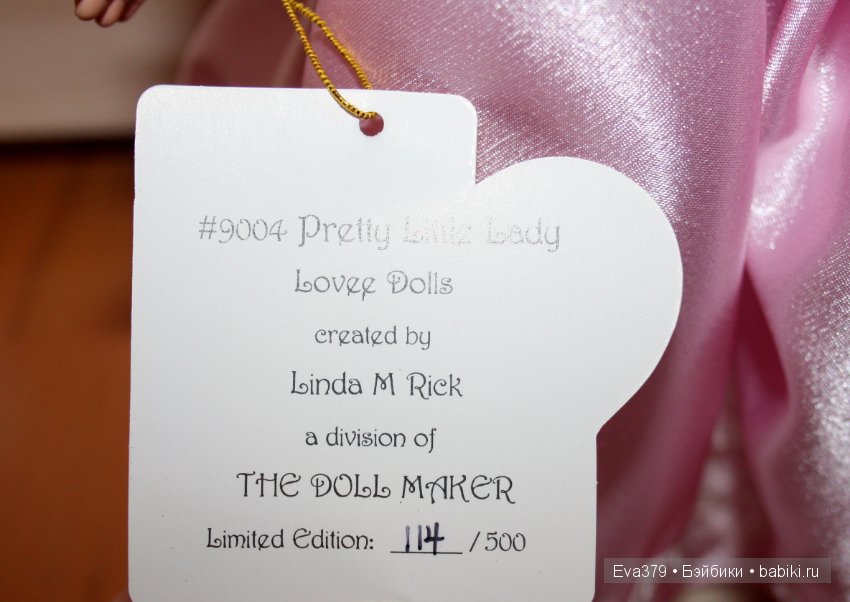 #9004 Pretty Little Lady
Lovee Dolls
created by
Linda M Rick
a division of
THE DOLL MAKER
Limited Edition: 114 / 500
Eva379 • Бэйбики • babiki.ru